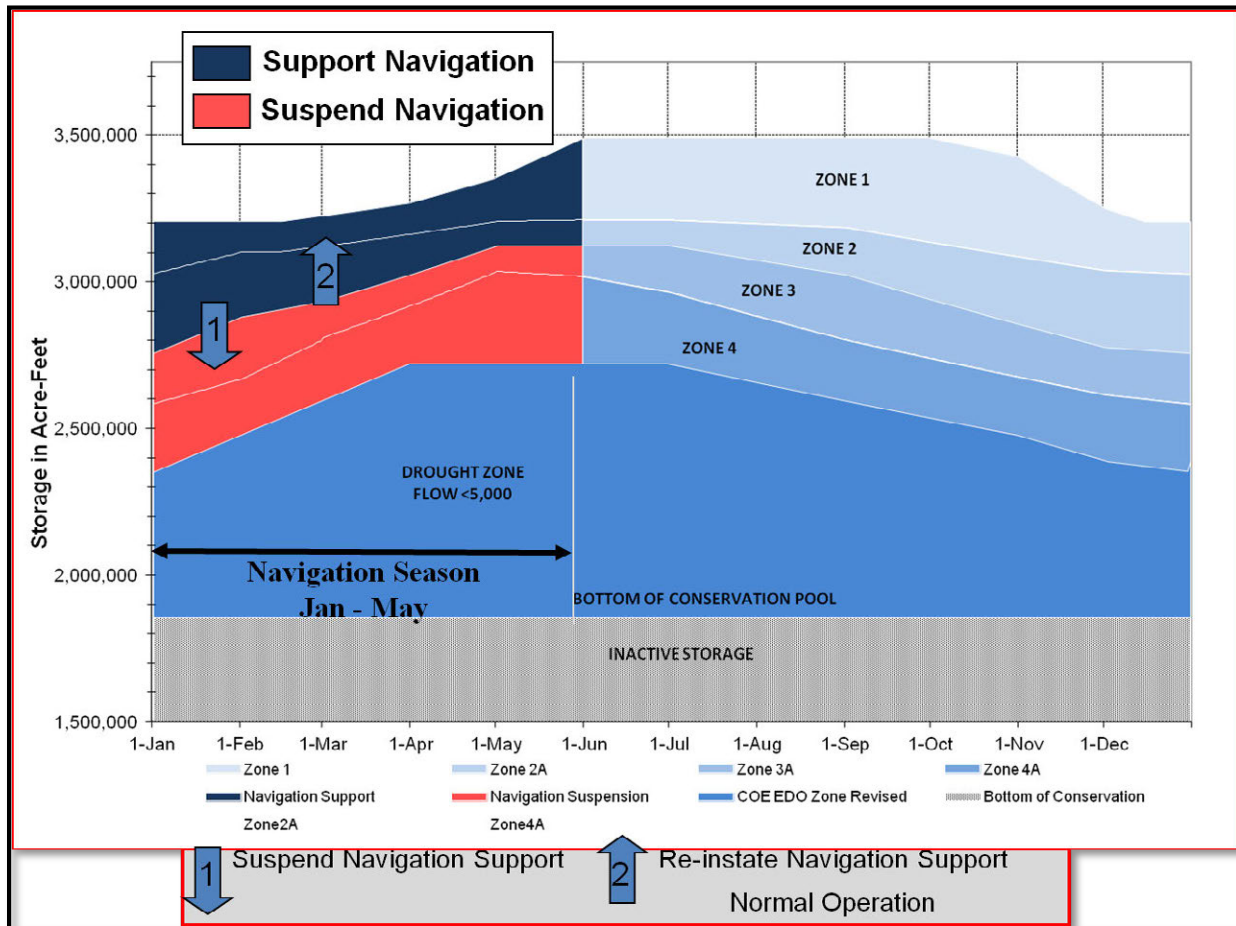 Support Navigation
Suspend Navigation
Storage in Acre-Feet
3,500,000
3,000,000
2,500,000
2,000,000
1,500,000
ZONE 1
ZONE 2
ZONE 3
ZONE 4
2
1
DROUGHT ZONE
FLOW <5,000
Navigation Season
Jan - May
BOTTOM OF CONSERVATION POOL
INACTIVE STORAGE
1-Jan 1-Feb 1-Mar 1-Apr 1-May 1-Jun 1-Jul 1-Aug 1-Sep 1-Oct 1-Nov 1-Dec
Zone 1 Zone 2A Zone 3A Zone 4A
Navigation Support Navigation Suspension COE EDO Zone Revised Bottom of Conservation
Zone2A Zone4A
1 Suspend Navigation Support 2 Re-instate Navigation Support
Normal Operation